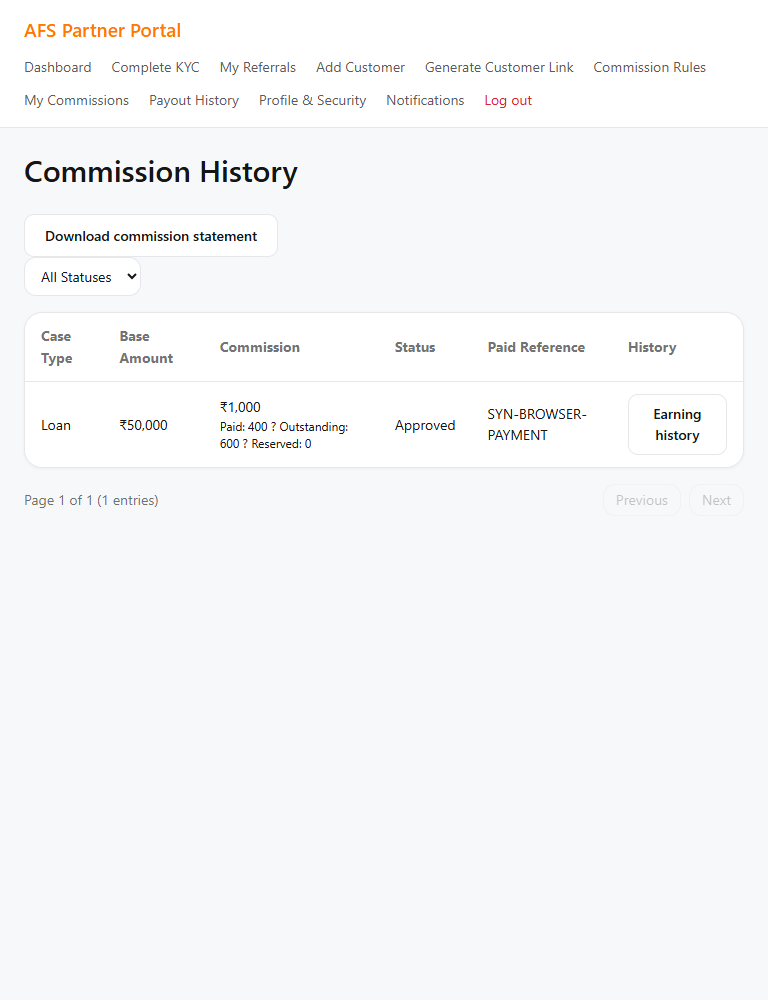 AFS Partner Portal
Dashboard Complete KYC My Referrals Add Customer Generate Customer Link Commission Rules
My Commissions Payout History Profile & Security Notifications Log out
Commission History
Download commission statement
All Statuses
Case Type Base Amount Commission Status Paid Reference History
Loan ₹50,000 ₹1,000 Approved SYN-BROWSER-PAYMENT Earning history
Paid: 400 ? Outstanding:
600 ? Reserved: 0
Page 1 of 1 (1 entries) Previous Next